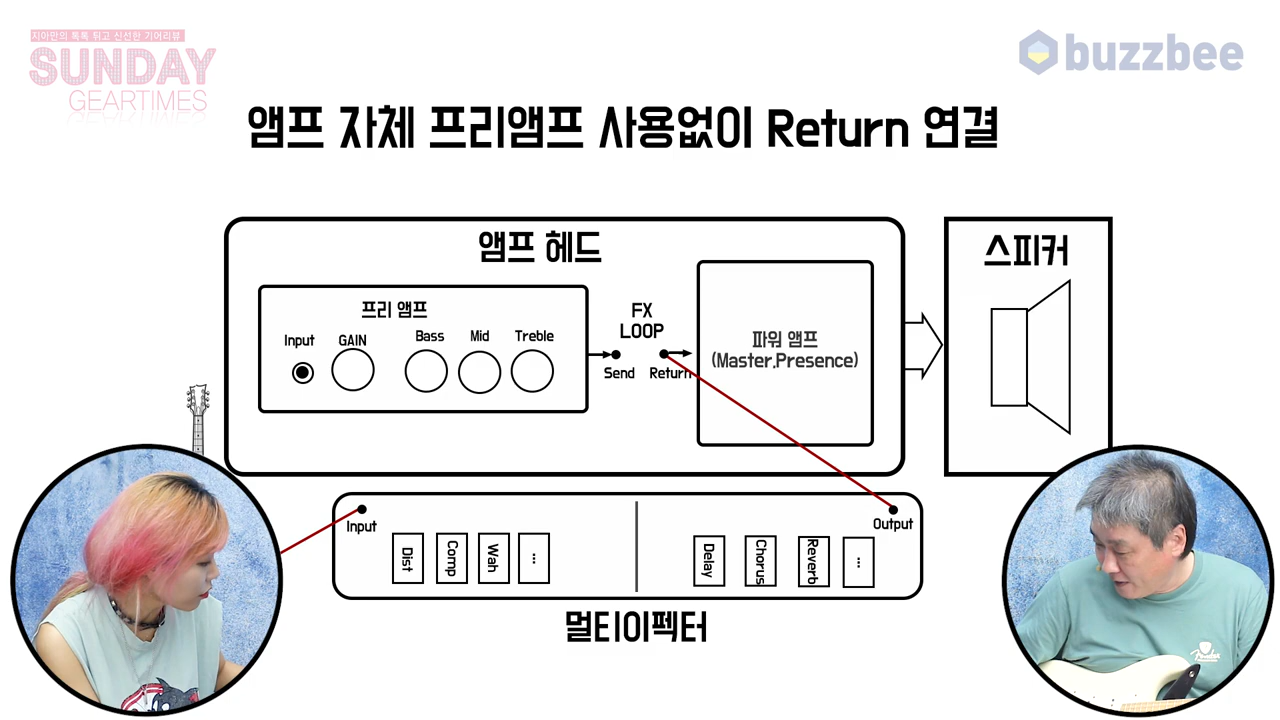 지아만의 톡톡 튀고 신선한 기어리뷰
SUNDAY
GEARTIMES
buzzbee
앰프 자체 프리앰프 사용없이 Return 연결
앰프 헤드
스피커
프리 앰프
Input
GAIN
Bass
Mid
Treble
FX
LOOP
Send
Return
파워 앰프
(Master,Presence)
Input
Dist
Comp
Wah
...
Delay
Chorus
Reverb
...
Output
멀티이펙터
Fender